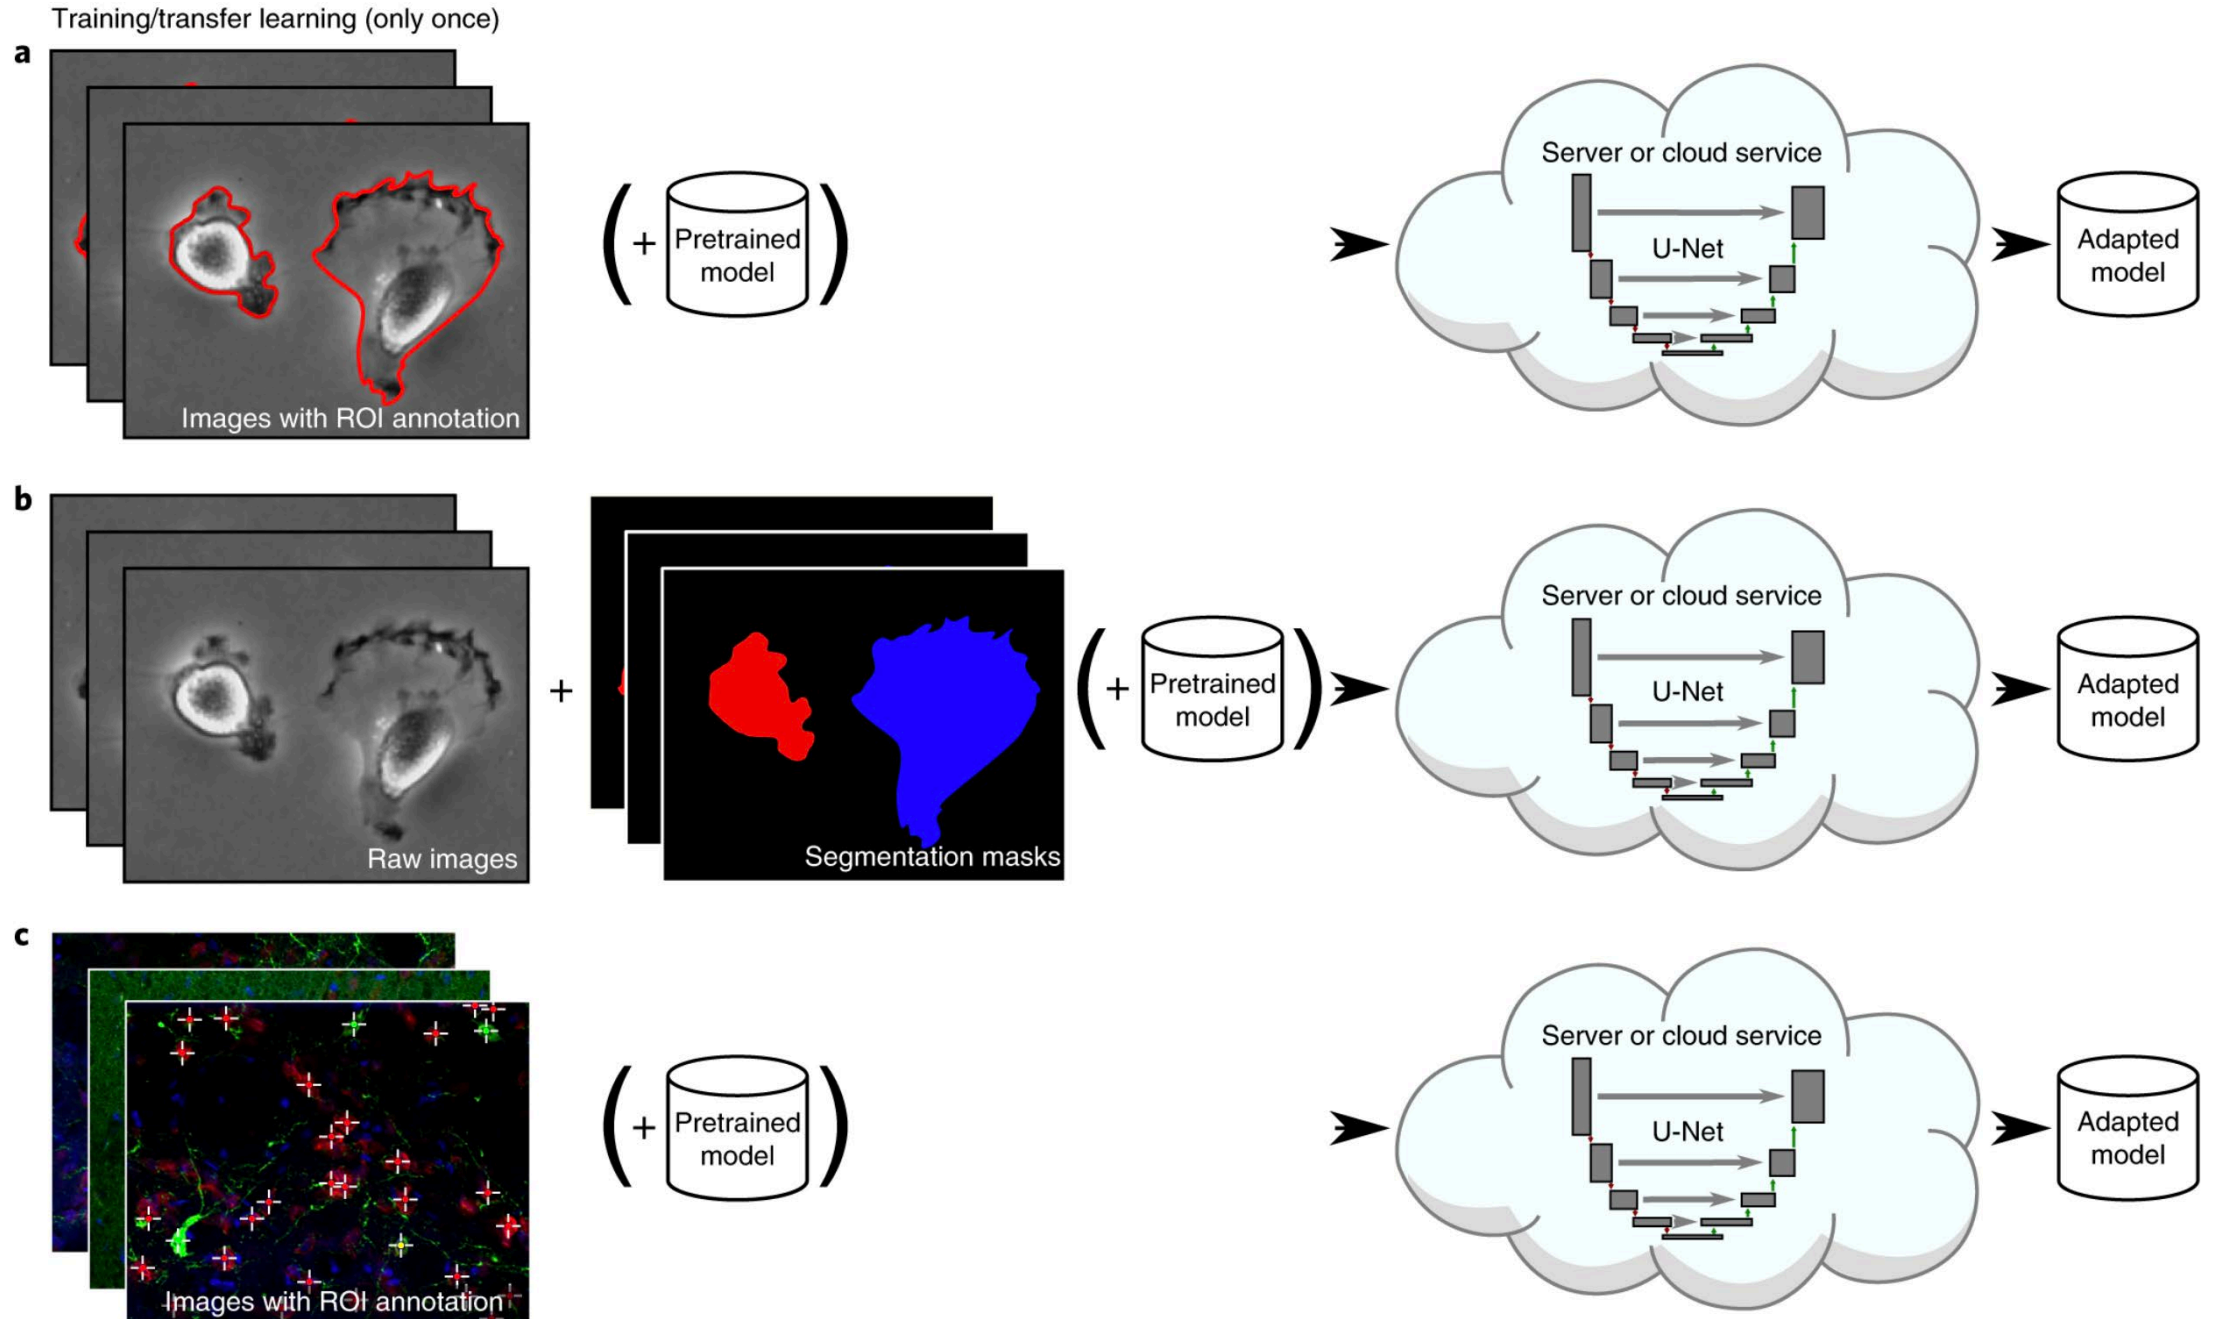 Training/transfer learning (only once)
a
Images with ROI annotation
( +
Pretrained
model
)
Server or cloud service
U-Net
Adapted
model
b
Raw images
+
Segmentation masks
( +
Pretrained
model
)
Server or cloud service
U-Net
Adapted
model
c
Images with ROI annotation
( +
Pretrained
model
)
Server or cloud service
U-Net
Adapted
model